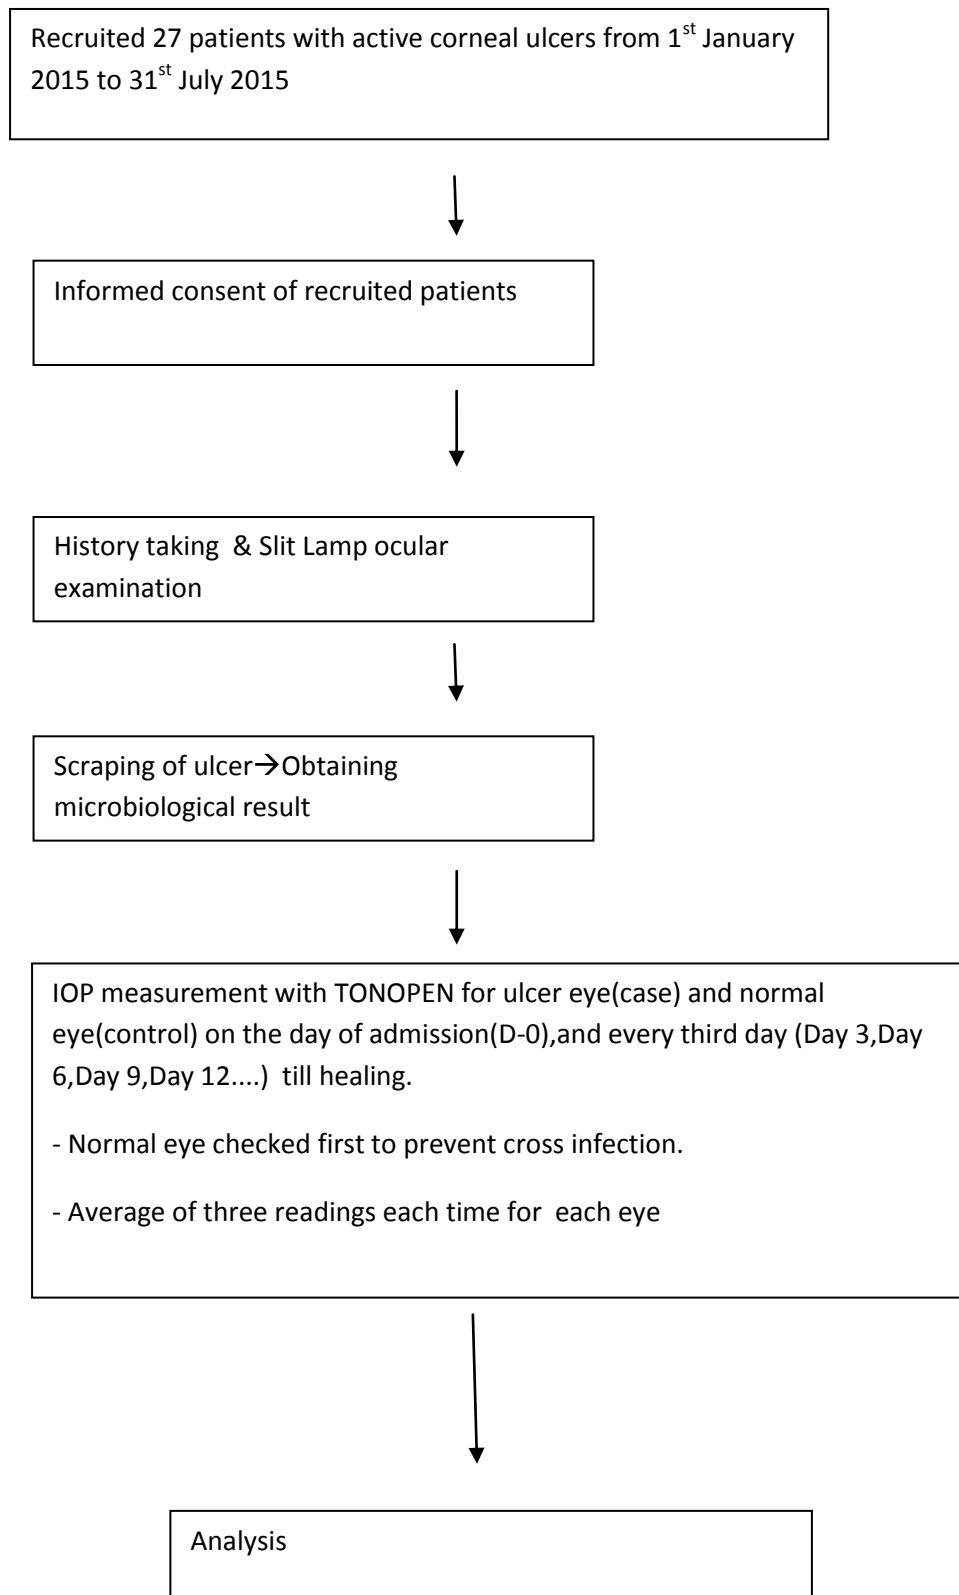 Recruited 27 patients with active corneal ulcers from 1st January
2015 to 31st July 2015
Informed consent of recruited patients
History taking & Slit Lamp ocular
examination
Scraping of ulcer→Obtaining
microbiological result
IOP measurement with TONOPEN for ulcer eye(case) and normal
eye(control) on the day of admission(D-0),and every third day (Day 3,Day
6,Day 9,Day 12....) till healing.
- Normal eye checked first to prevent cross infection.
- Average of three readings each time for each eye
Analysis